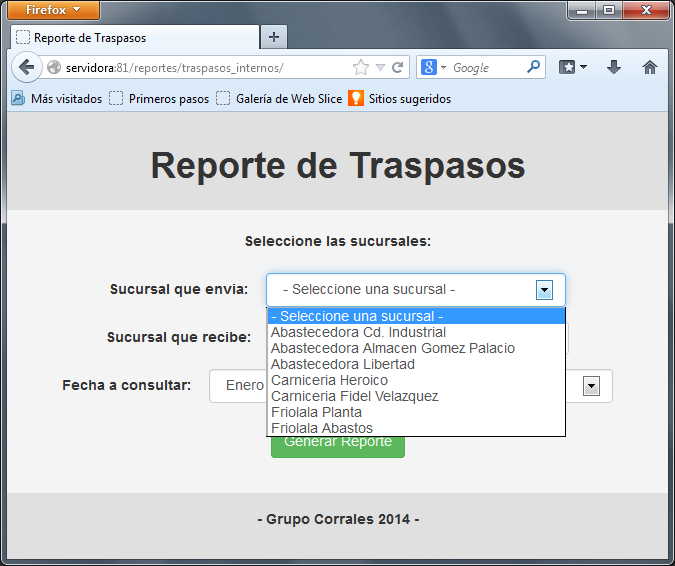 Firefox
Reporte de Traspasos
servidora:81/reportes/traspasos_internos/
Google
Más visitados
Primeros pasos
Galería de Web Slice
Sitios sugeridos
Reporte de Traspasos
Seleccione las sucursales:
Sucursal que envia:
- Seleccione una sucursal -
- Seleccione una sucursal -
Abastecedora Cd. Industrial
Abastecedora Almacen Gomez Palacio
Abastecedora Libertad
Carniceria Heroico
Carniceria Fidel Velazquez
Friolala Planta
Friolala Abastos
Sucursal que recibe:
Fecha a consultar:
Enero
Generar Reporte
- Grupo Corrales 2014 -